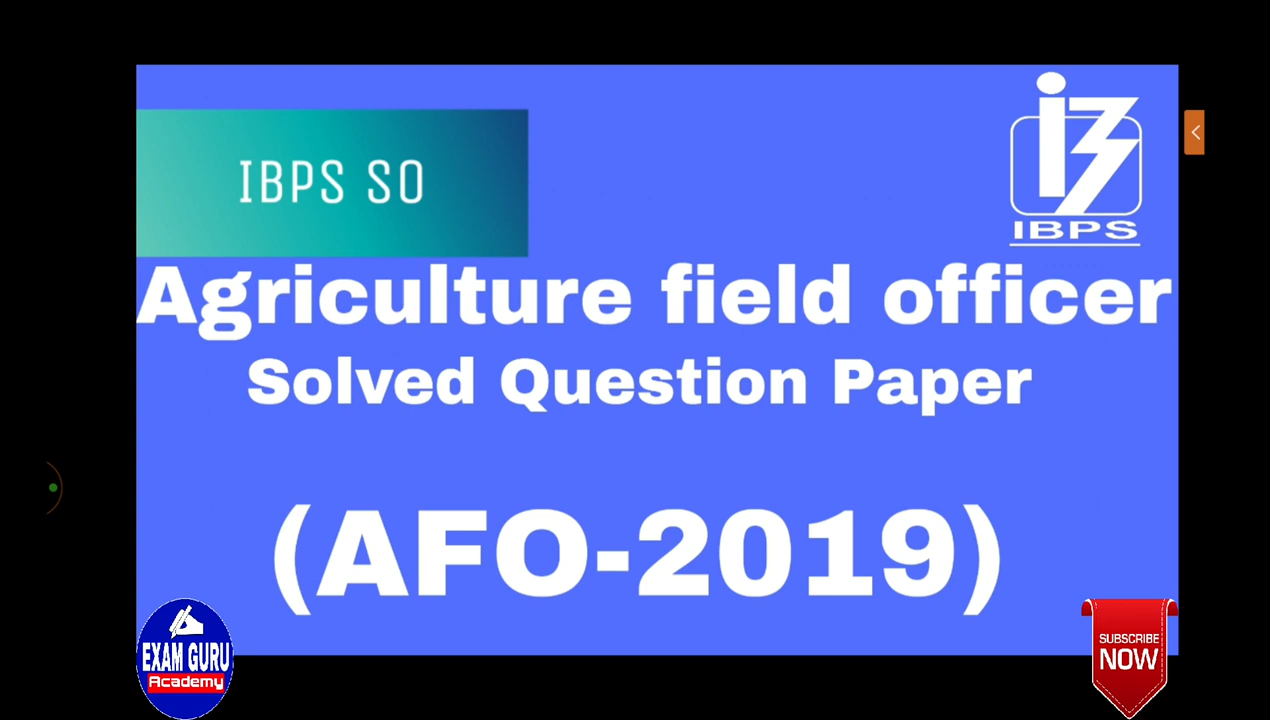 IBPS SO
IBPS
Agriculture field officer
Solved Question Paper
(AFO-2019)
EXAM GURU
Academy
SUBSCRIBE
NOW